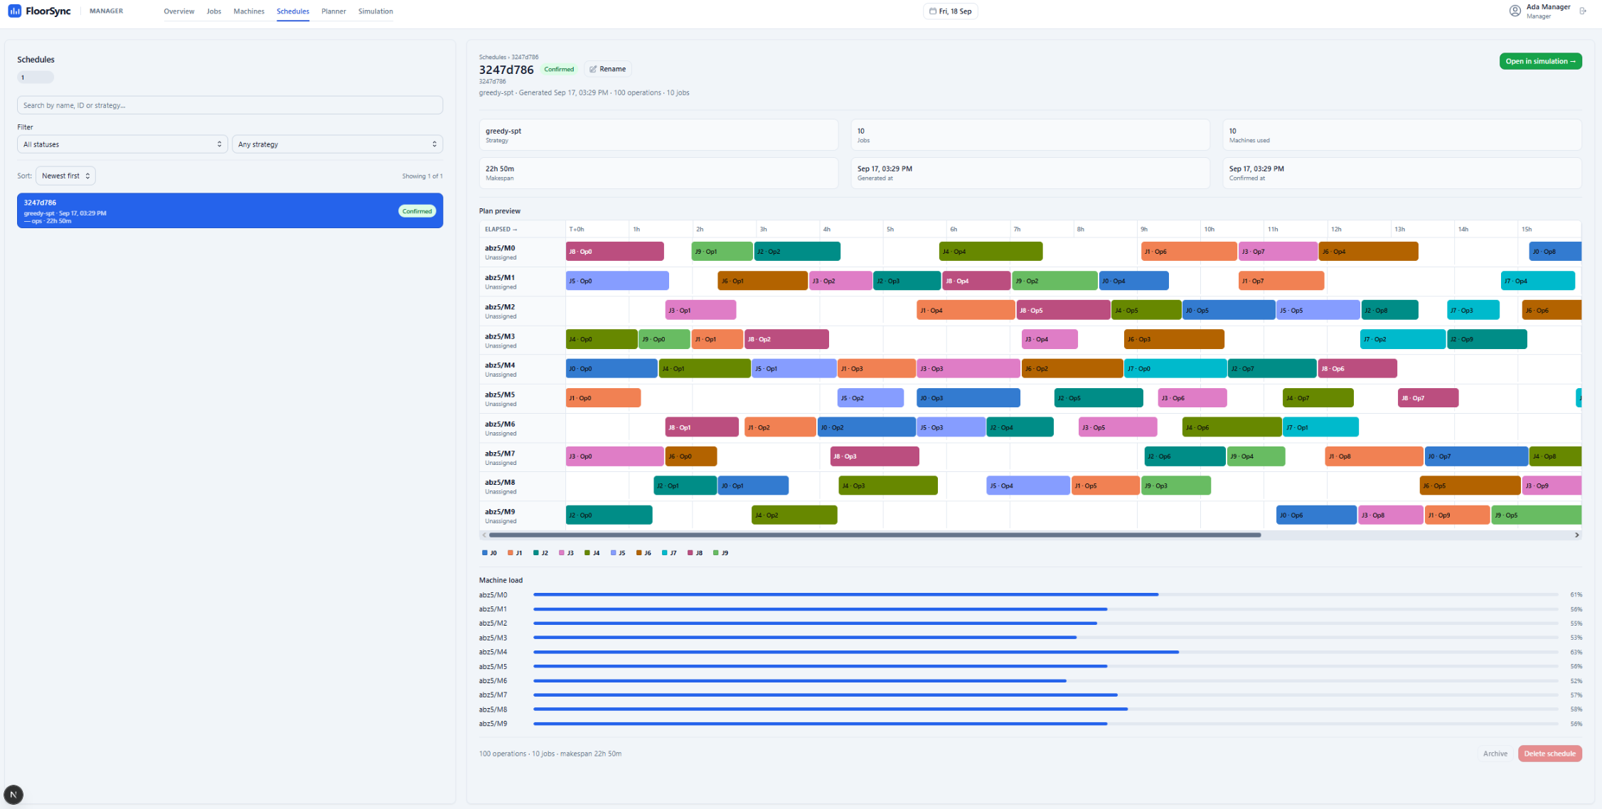 FloorSync MANAGER Overview Jobs Machines Schedules Planner Simulation Fri, 18 Sep Ada Manager
Manager
Schedules
1
Search by name, ID or strategy...
Filter
All statuses Any strategy
Sort: Newest first Showing 1 of 1
3247d786
greedy-spt · Sep 17, 03:29 PM
— ops · 22h 50m
Confirmed
Schedules › 3247d786
3247d786 Confirmed Rename
3247d786
greedy-spt · Generated Sep 17, 03:29 PM · 100 operations · 10 jobs
Open in simulation →
greedy-spt
Strategy
10
Jobs
10
Machines used
22h 50m
Makespan
Sep 17, 03:29 PM
Generated at
Sep 17, 03:29 PM
Confirmed at
Plan preview
ELAPSED → T+0h 1h 2h 3h 4h 5h 6h 7h 8h 9h 10h 11h 12h 13h 14h 15h
abz5/M0 J8 · Op0 J9 · Op1 J2 · Op2 J4 · Op4 J1 · Op6 J3 · Op7 J6 · Op4 J0 · Op8
Unassigned
abz5/M1 J5 · Op0 J6 · Op1 J3 · Op2 J2 · Op3 J8 · Op4 J9 · Op2 J0 · Op4 J1 · Op7 J7 · Op4
Unassigned
abz5/M2 J3 · Op1 J1 · Op4 J8 · Op5 J4 · Op5 J0 · Op5 J5 · Op5 J2 · Op8 J7 · Op3 J6 · Op6
Unassigned
abz5/M3 J4 · Op0 J9 · Op0 J1 · Op1 J8 · Op2 J3 · Op4 J6 · Op3 J7 · Op2 J2 · Op9
Unassigned
abz5/M4 J0 · Op0 J4 · Op1 J5 · Op1 J1 · Op3 J3 · Op3 J6 · Op2 J7 · Op0 J2 · Op7 J8 · Op6
Unassigned
abz5/M5 J1 · Op0 J5 · Op2 J0 · Op3 J2 · Op5 J3 · Op6 J4 · Op7 J8 · Op7
Unassigned
abz5/M6 J8 · Op1 J1 · Op2 J0 · Op2 J5 · Op3 J2 · Op4 J3 · Op5 J4 · Op6 J7 · Op1
Unassigned
abz5/M7 J3 · Op0 J6 · Op0 J8 · Op3 J2 · Op6 J9 · Op4 J1 · Op8 J0 · Op7 J4 · Op8
Unassigned
abz5/M8 J2 · Op1 J0 · Op1 J4 · Op3 J5 · Op4 J1 · Op5 J9 · Op3 J6 · Op5 J3 · Op9
Unassigned
abz5/M9 J2 · Op0 J4 · Op2 J0 · Op6 J3 · Op8 J1 · Op9 J9 · Op5
Unassigned
J0 J1 J2 J3 J4 J5 J6 J7 J8 J9
Machine load
abz5/M0 61%
abz5/M1 56%
abz5/M2 55%
abz5/M3 53%
abz5/M4 63%
abz5/M5 56%
abz5/M6 52%
abz5/M7 57%
abz5/M8 58%
abz5/M9 56%
100 operations · 10 jobs · makespan 22h 50m Archive Delete schedule
N